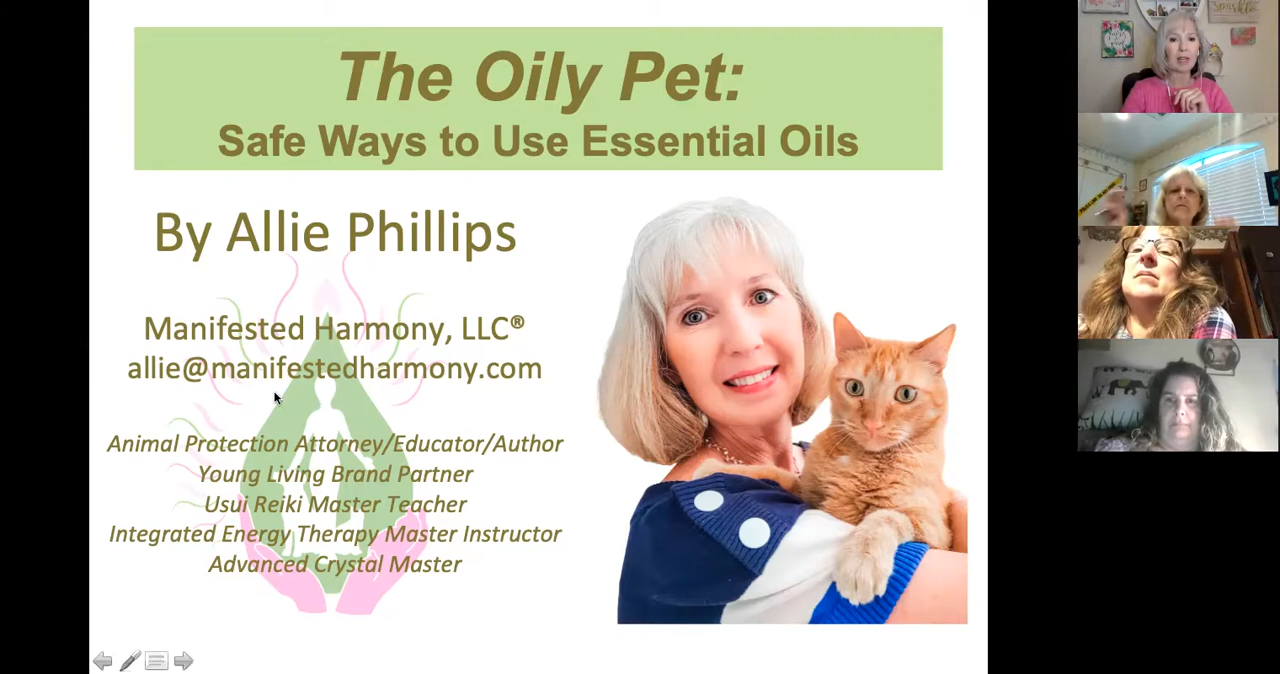 The Oily Pet:
Safe Ways to Use Essential Oils
By Allie Phillips
Manifested Harmony, LLC®
allie@manifestedharmony.com
Animal Protection Attorney/Educator/Author
Young Living Brand Partner
Usui Reiki Master Teacher
Integrated Energy Therapy Master Instructor
Advanced Crystal Master
Sparkle